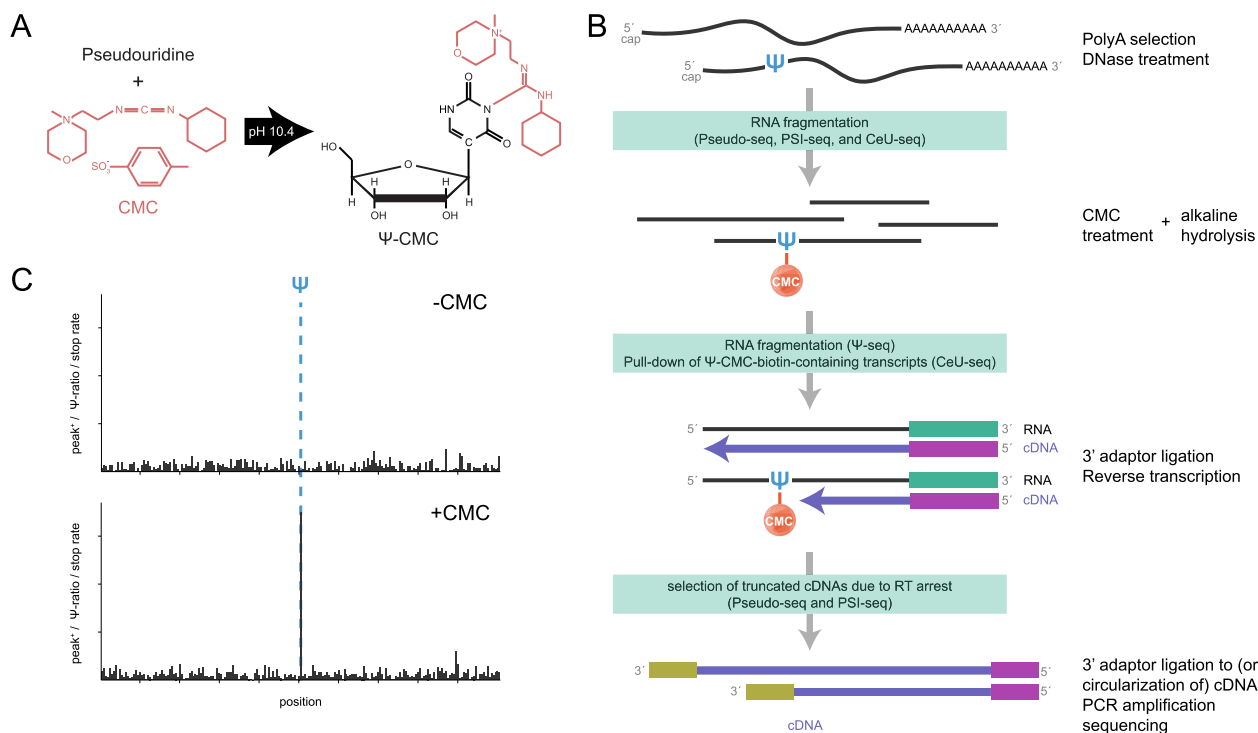 A
Pseudouridine
+
N
N
C
N
O
SO3-
CMC
pH 10.4
N+
O
N
NH
O
HN
N
O
HO
O
H
H
H
H
OH
OH
Ψ-CMC
B
5´
cap
AAAAAAAAAA 3´
5´
cap
Ψ
AAAAAAAAAA 3´
PolyA selection
DNase treatment
RNA fragmentation
(Pseudo-seq, PSI-seq, and CeU-seq)
Ψ
CMC
CMC
treatment
+
alkaline
hydrolysis
RNA fragmentation (Ψ-seq)
Pull-down of Ψ-CMC-biotin-containing transcripts (CeU-seq)
5´
3´ RNA
5´ cDNA
5´
Ψ
3´ RNA
5´ cDNA
CMC
3’ adaptor ligation
Reverse transcription
selection of truncated cDNAs due to RT arrest
(Pseudo-seq and PSI-seq)
3´
5´
3´
5´
cDNA
3’ adaptor ligation to (or
circularization of) cDNA
PCR amplification
sequencing
C
Ψ
-CMC
peak+ / Ψ-ratio / stop rate
+CMC
peak+ / Ψ-ratio / stop rate
position